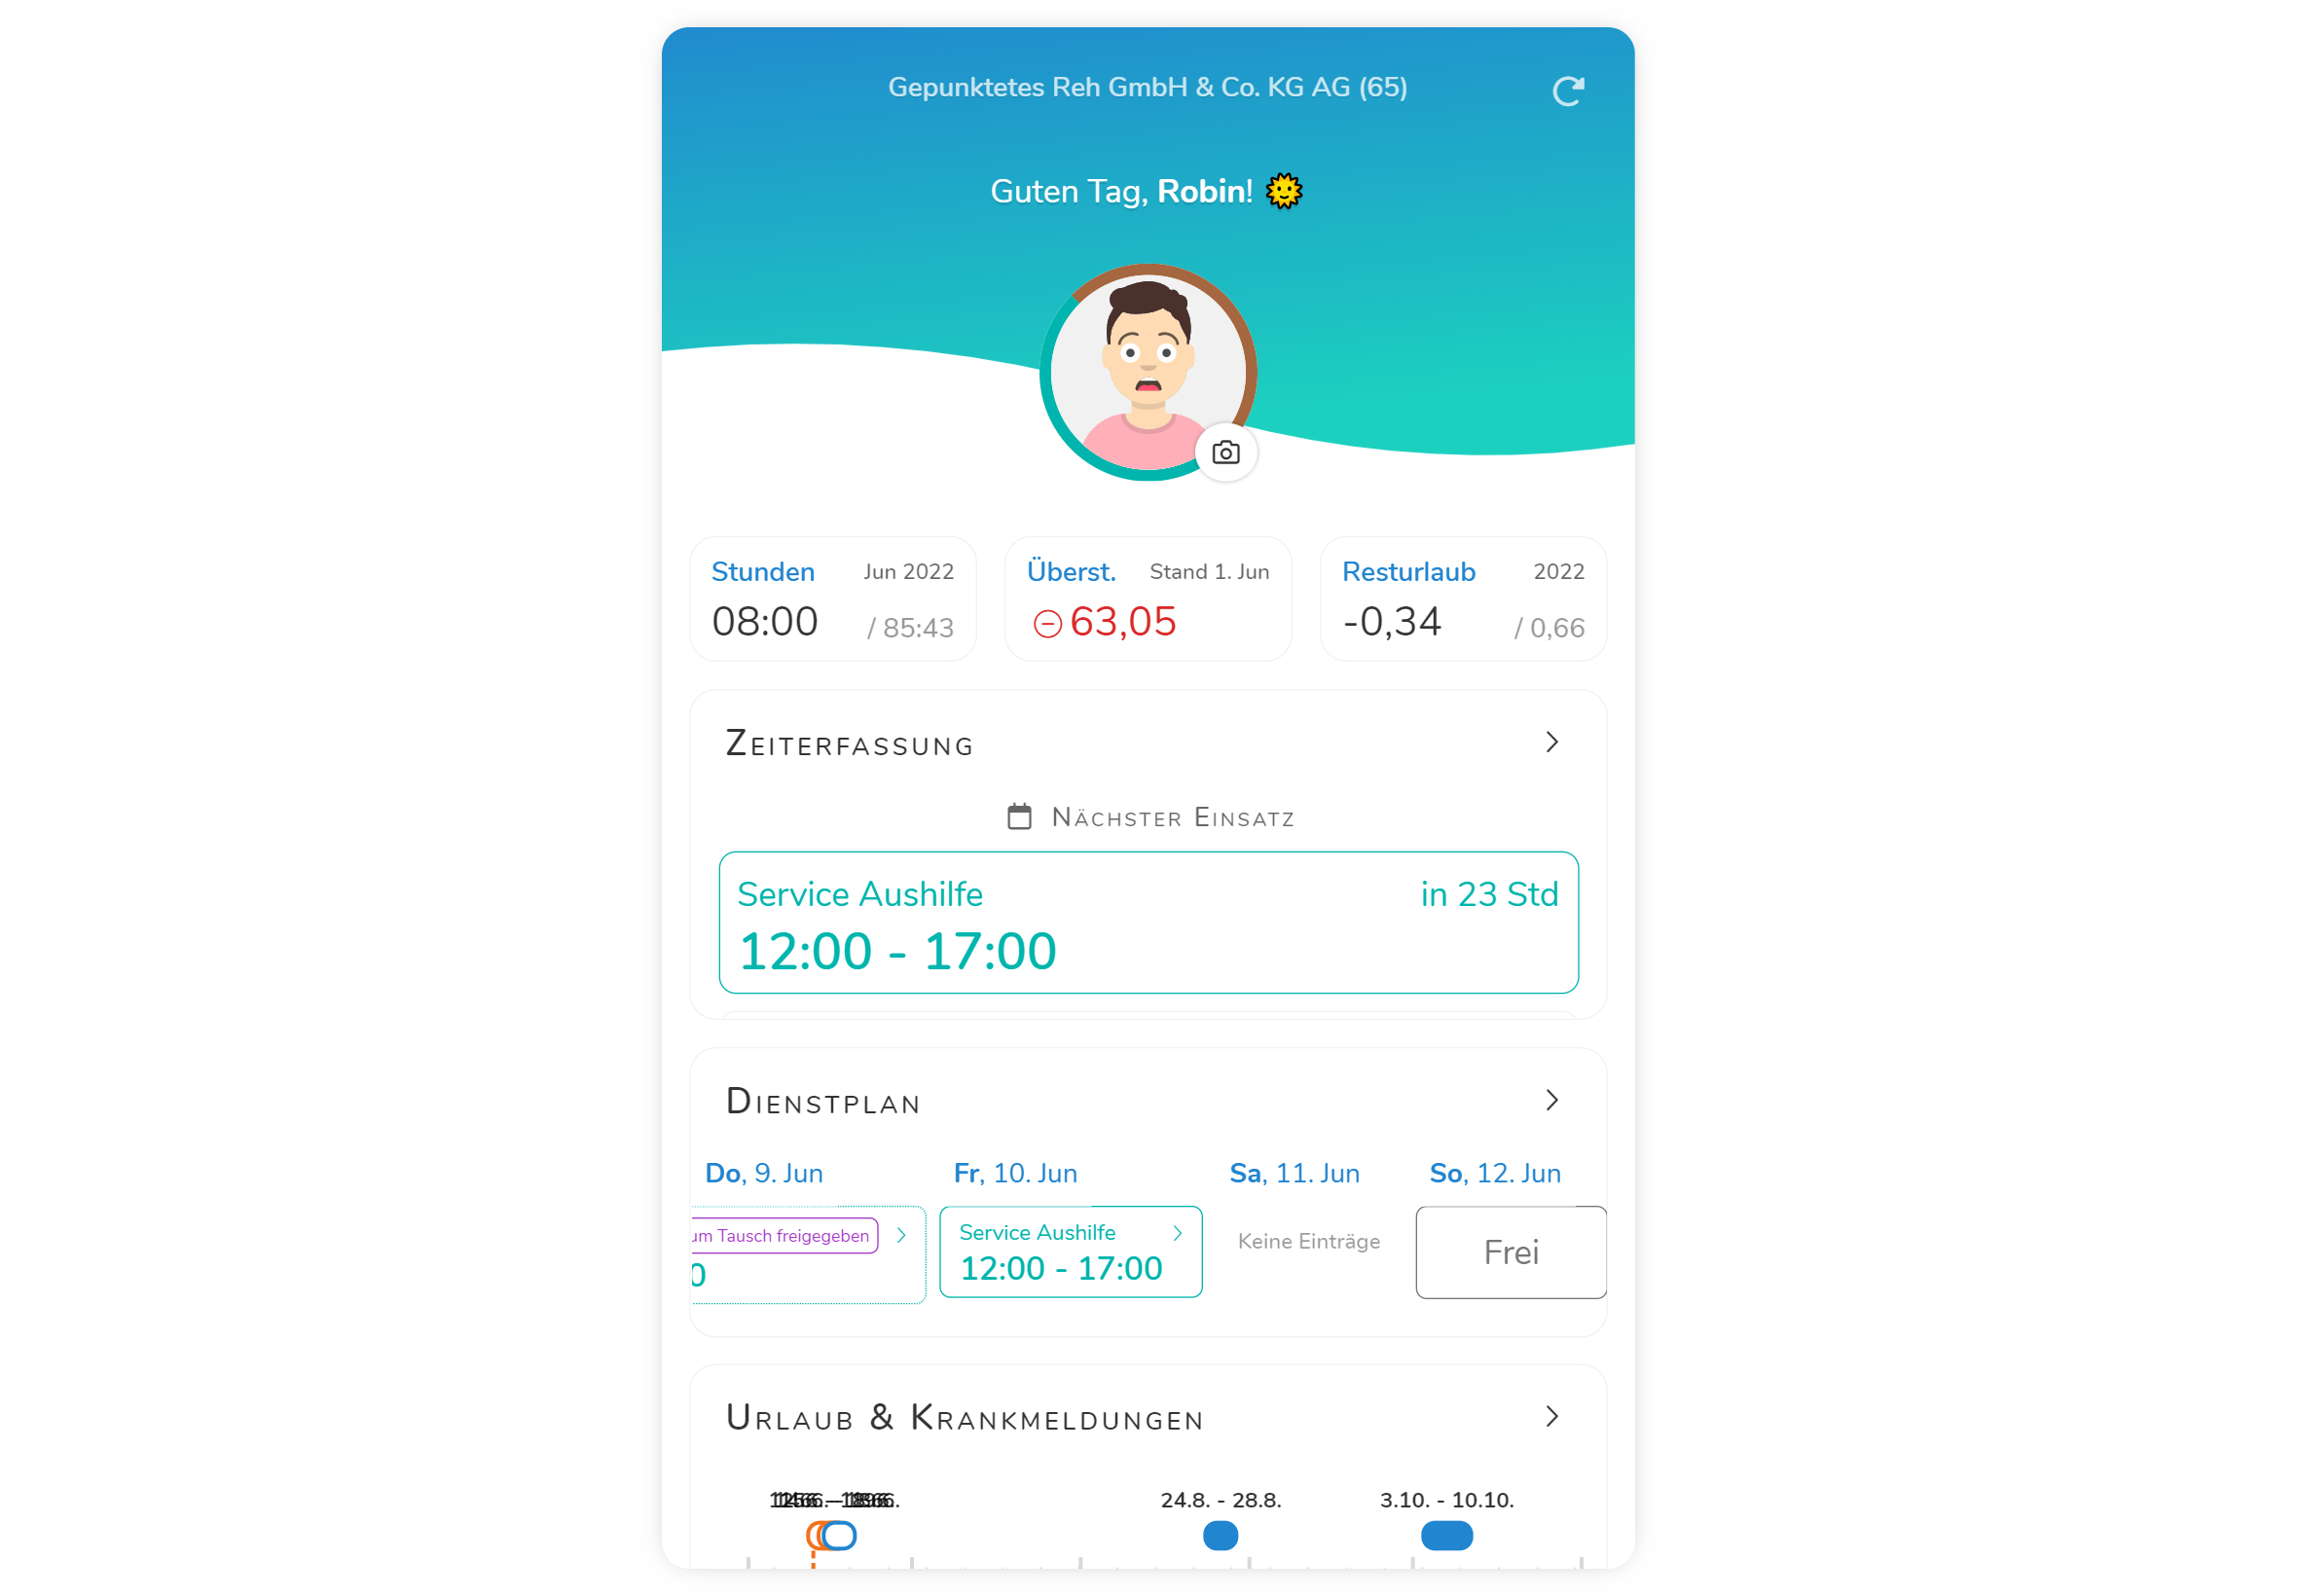 Gepunktetes Reh GmbH & Co. KG AG (65)
Guten Tag, Robin!
Stunden Jun 2022
08:00 / 85:43
Überst. Stand 1. Jun
63,05
Resturlaub 2022
-0,34 / 0,66
Zeiterfassung
Nächster Einsatz
Service Aushilfe in 23 Std
12:00 - 17:00
Dienstplan
Do, 9. Jun
um Tausch freigegeben
0
Fr, 10. Jun
Service Aushilfe
12:00 - 17:00
Sa, 11. Jun
Keine Einträge
So, 12. Jun
Frei
Urlaub & Krankmeldungen
24.8. - 28.8.
3.10. - 10.10.